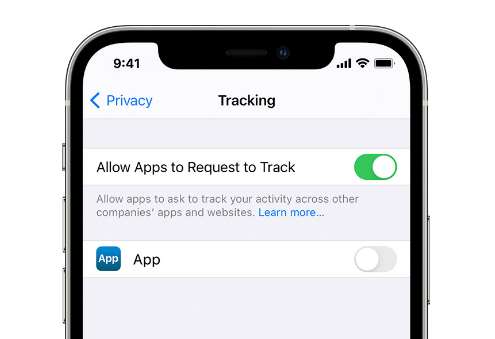 9:41
Privacy
Tracking
Allow Apps to Request to Track
Allow apps to ask to track your activity across other
companies' apps and websites. Learn more...
App App